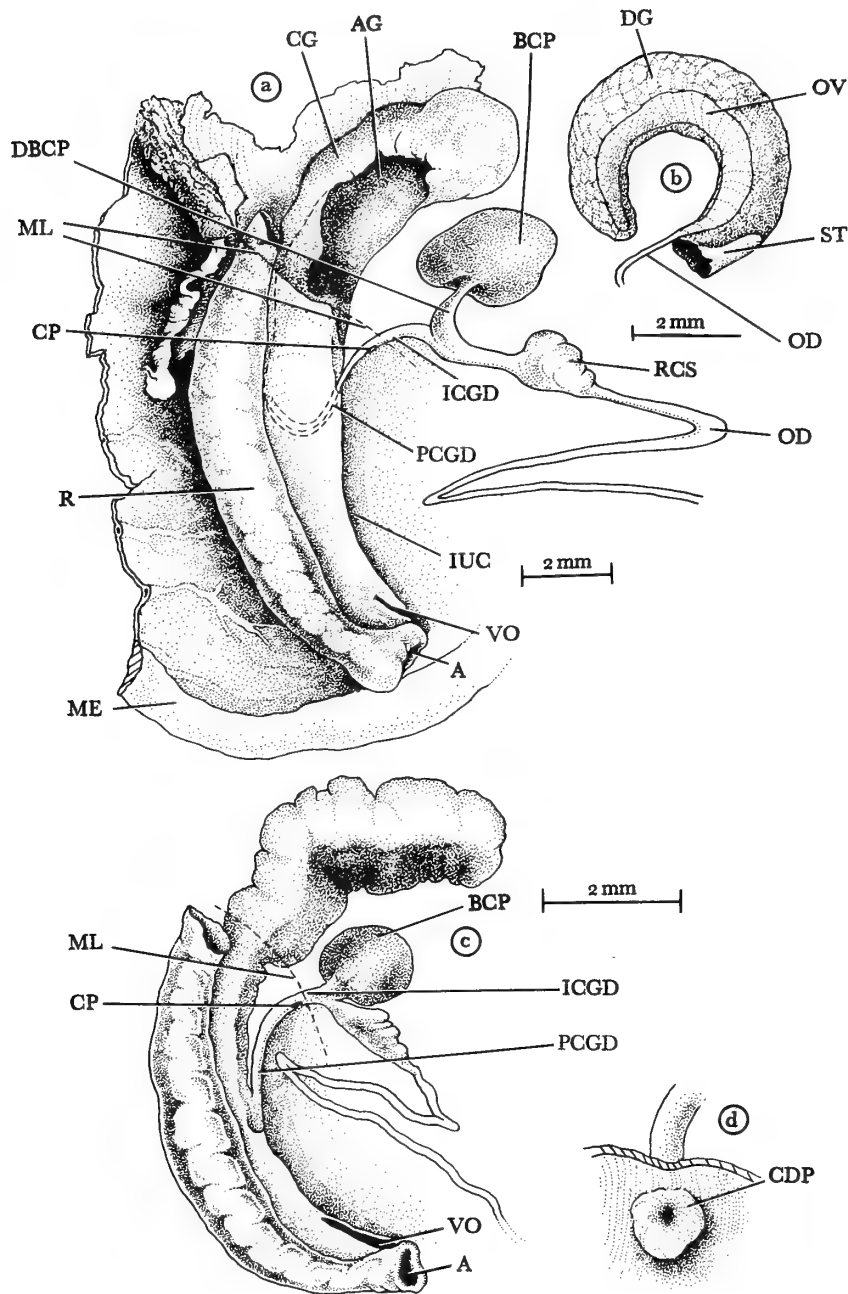 CG
AG
BCP
DG
OV
a
b
DBCP
ML
CP
ST
2 mm
OD
RCS
ICGD
OD
PCGD
R
IUC
2 mm
VO
A
ME
BCP
2 mm
c
ML
ICGD
CP
PCGD
d
CDP
VO
A